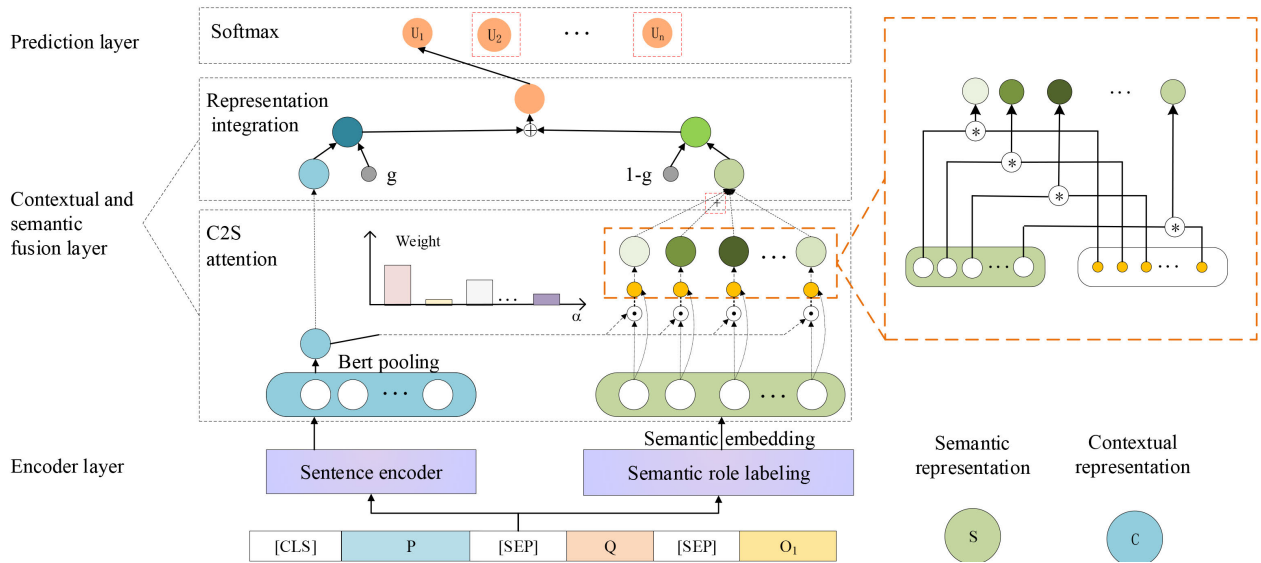 Prediction layer
Softmax
U1
U2
...
Un
Representation
integration
g
1-g
+
Contextual and
semantic
fusion layer
C2S
attention
Weight
...
α
...
Bert pooling
...
...
Semantic embedding
Encoder layer
Sentence encoder
Semantic role labeling
[CLS]
P
[SEP]
Q
[SEP]
O1
...
*
*
*
*
...
...
Semantic
representation
S
Contextual
representation
C